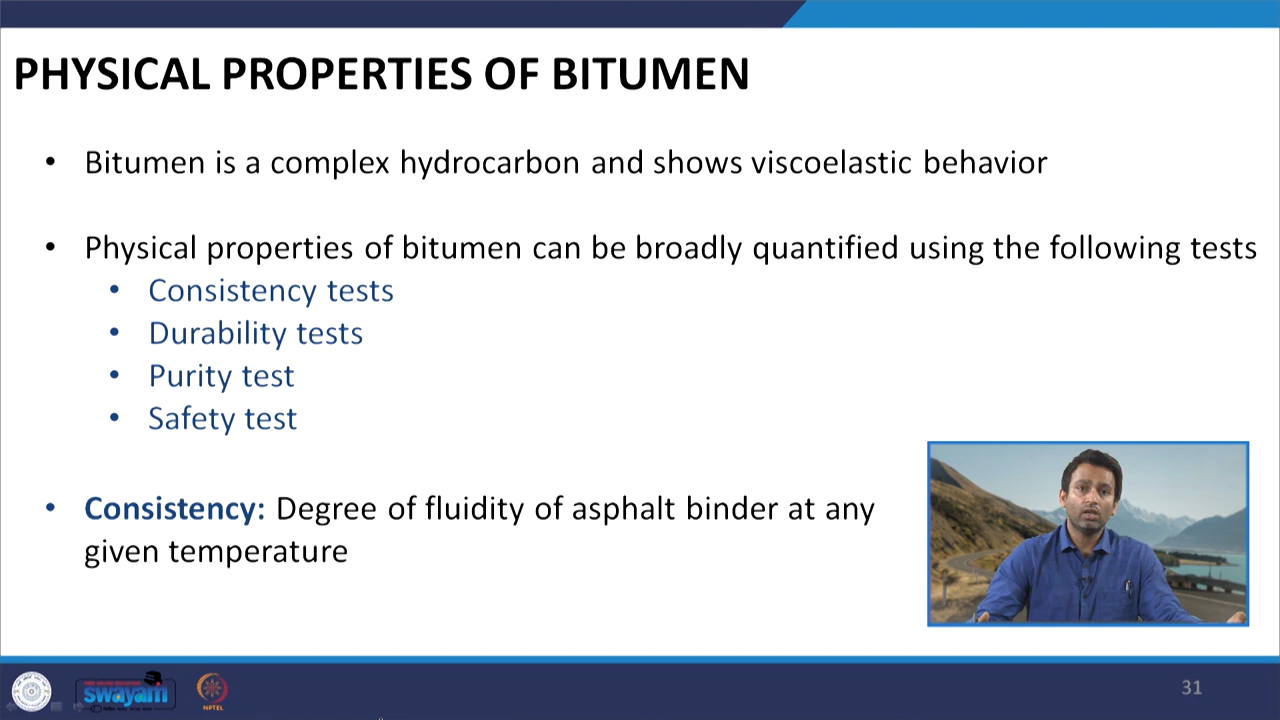 PHYSICAL PROPERTIES OF BITUMEN
• Bitumen is a complex hydrocarbon and shows viscoelastic behavior
• Physical properties of bitumen can be broadly quantified using the following tests
• Consistency tests
• Durability tests
• Purity test
• Safety test
• Consistency: Degree of fluidity of asphalt binder at any
given temperature
swayam
NPTEL
31